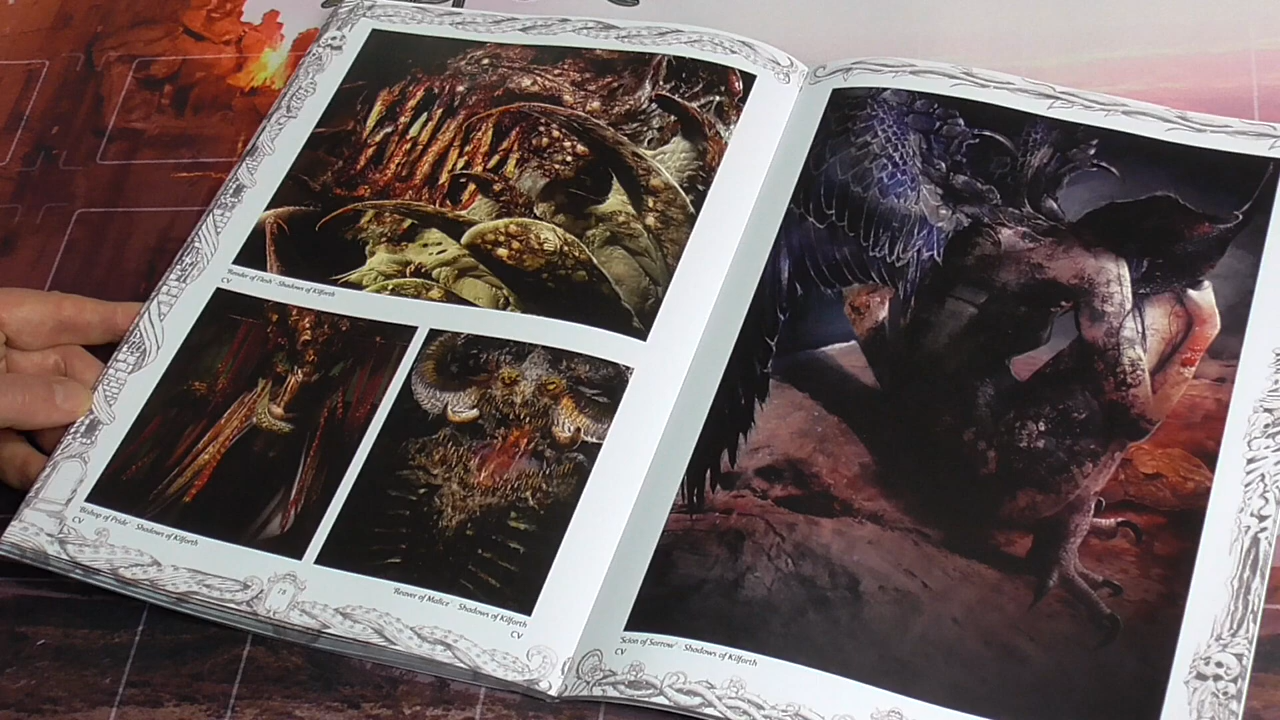 'Render of Flesh' - Shadows of Kilforth
CV
'Bishop of Pride' - Shadows of Kilforth
CV
'Reaver of Malice' - Shadows of Kilforth
CV
78
'Scion of Sorrow' - Shadows of Kilforth
CV